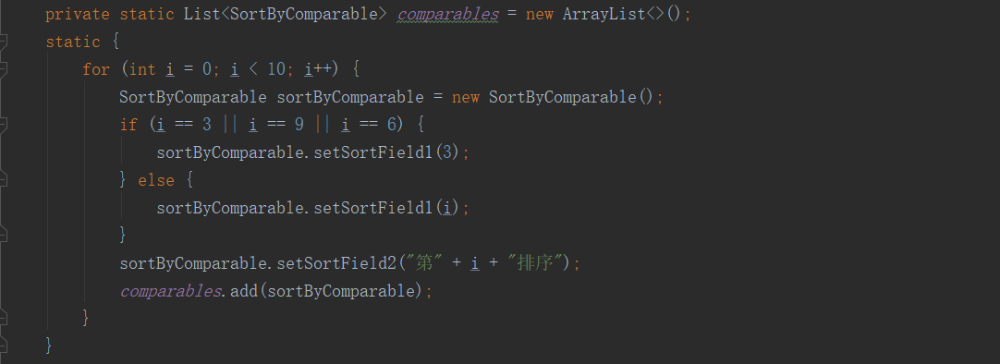 private static List<SortByComparable> comparables = new ArrayList<>();
static {
for (int i = 0; i < 10; i++) {
SortByComparable sortByComparable = new SortByComparable();
if (i == 3 || i == 9 || i == 6) {
sortByComparable.setSortField1(3);
} else {
sortByComparable.setSortField1(i);
}
sortByComparable.setSortField2("第" + i + "排序");
comparables.add(sortByComparable);
}
}